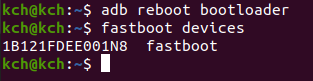 kch@kch:~$ adb reboot bootloader
kch@kch:~$ fastboot devices
1B121FDEE001N8  fastboot
kch@kch:~$